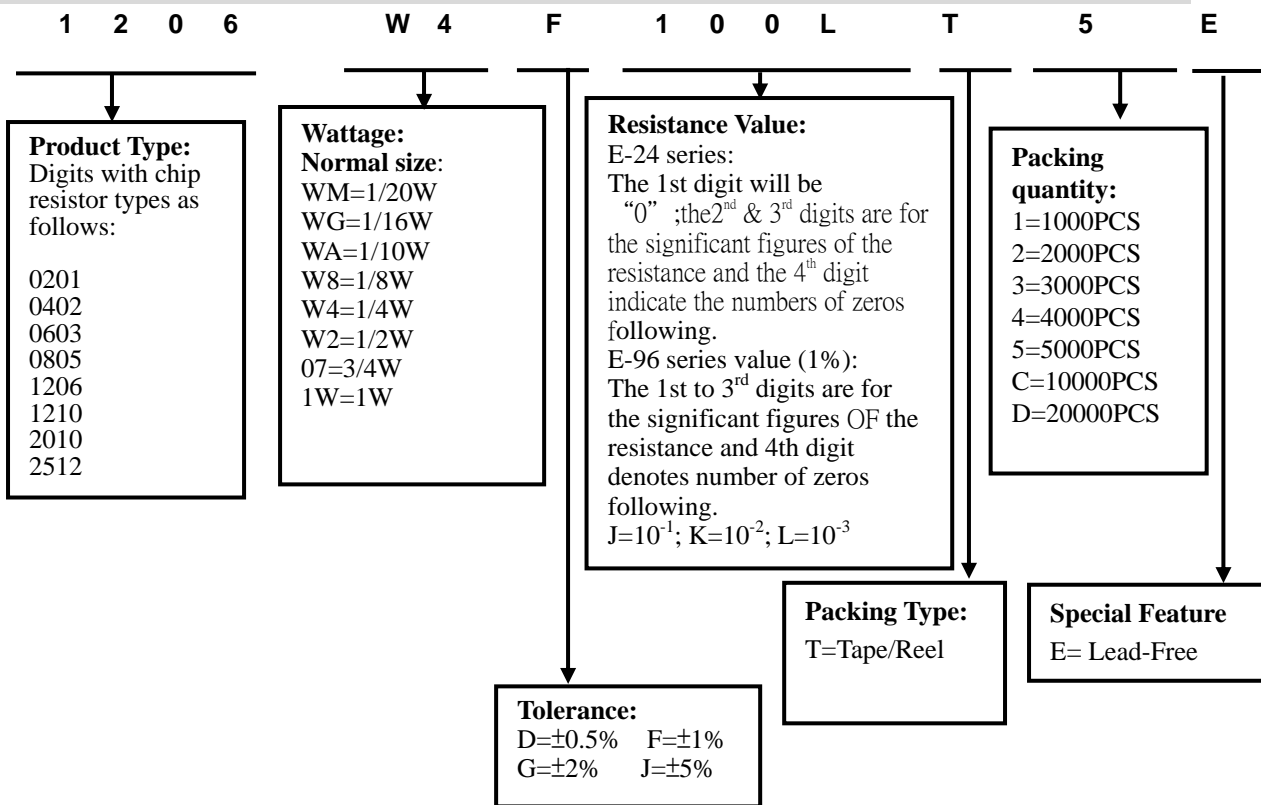 1 2 0 6 W 4 F 1 0 0 L T 5 E
Product Type:
Digits with chip
resistor types as
follows:
0201
0402
0603
0805
1206
1210
2010
2512
Wattage:
Normal size:
WM=1/20W
WG=1/16W
WA=1/10W
W8=1/8W
W4=1/4W
W2=1/2W
07=3/4W
1W=1W
Resistance Value:
E-24 series:
The 1st digit will be
“0” ;the2nd & 3rd digits are for
the significant figures of the
resistance and the 4th digit
indicate the numbers of zeros
following.
E-96 series value (1%):
The 1st to 3rd digits are for
the significant figures OF the
resistance and 4th digit
denotes number of zeros
following.
J=10-1; K=10-2; L=10-3
Packing
quantity:
1=1000PCS
2=2000PCS
3=3000PCS
4=4000PCS
5=5000PCS
C=10000PCS
D=20000PCS
Packing Type:
T=Tape/Reel
Special Feature
E= Lead-Free
Tolerance:
D=±0.5% F=±1%
G=±2% J=±5%